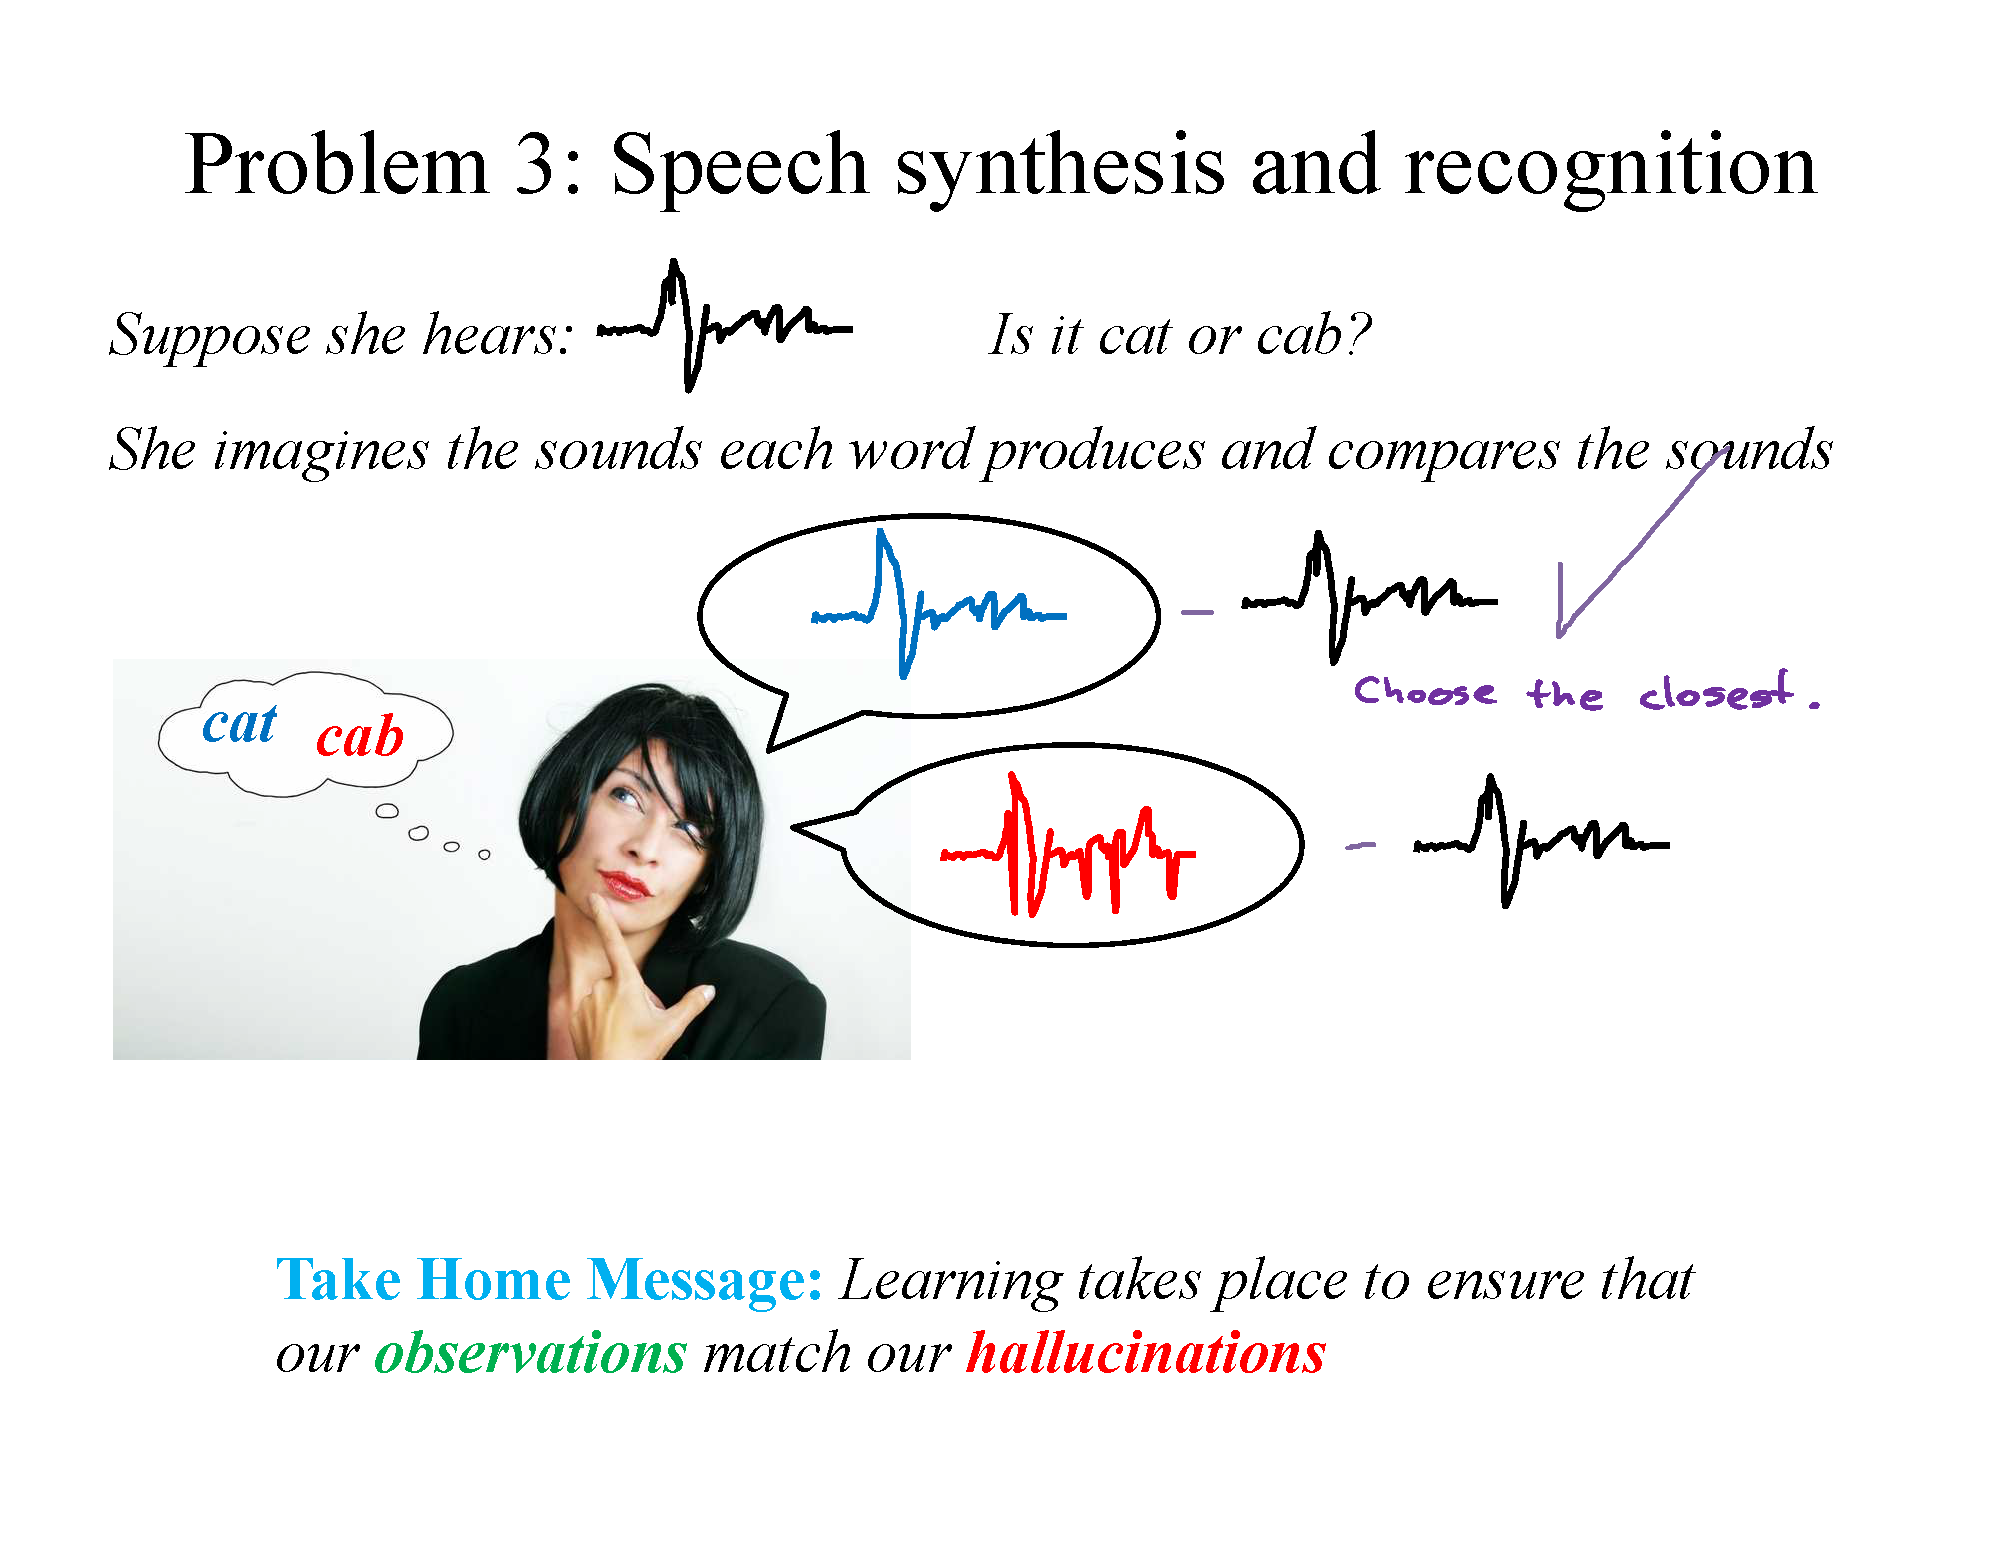 Problem 3: Speech synthesis and recognition
Suppose she hears:
Is it cat or cab?
She imagines the sounds each word produces and compares the sounds
Choose the closest.
cat cab
Take Home Message: Learning takes place to ensure that
our observations match our hallucinations